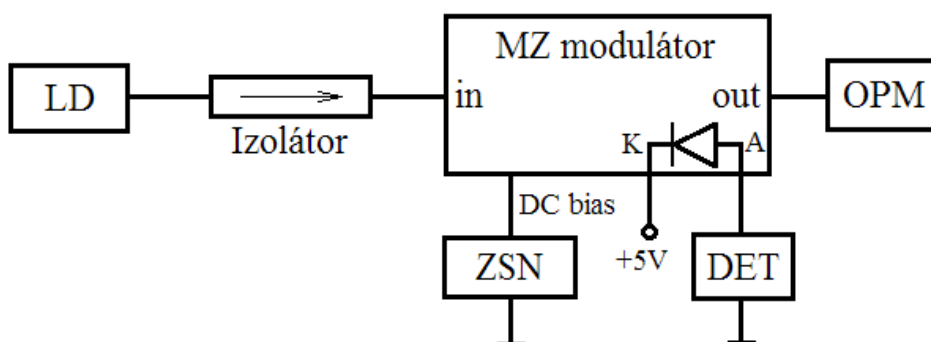 MZ modulátor
LD
in
out
OPM
Izolátor
K
A
DC bias
ZSN
+5V
DET